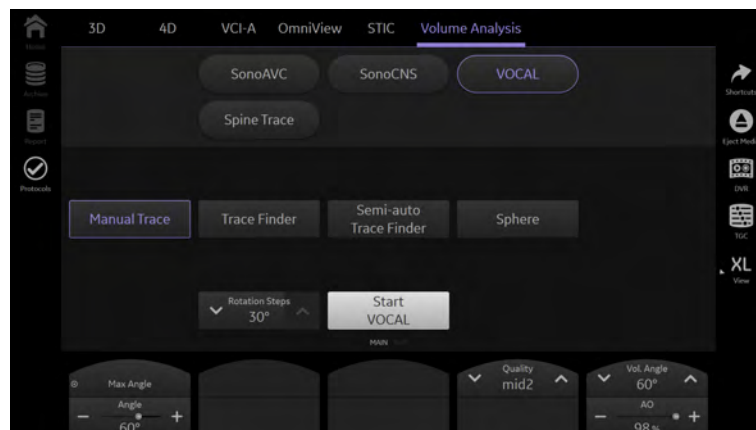 Home
3D
4D
VCI-A
OmniView
STIC
Volume Analysis
Archive
SonoAVC
SonoCNS
VOCAL
Shortcuts
Report
Spine Trace
Eject Media
Protocols
DVR
Manual Trace
Trace Finder
Semi-auto
Trace Finder
Sphere
TGC
XL
View
Rotation Steps
30°
Start
VOCAL
MAIN
Max Angle
Quality
mid2
Vol. Angle
60°
Angle
60°
AO
98%